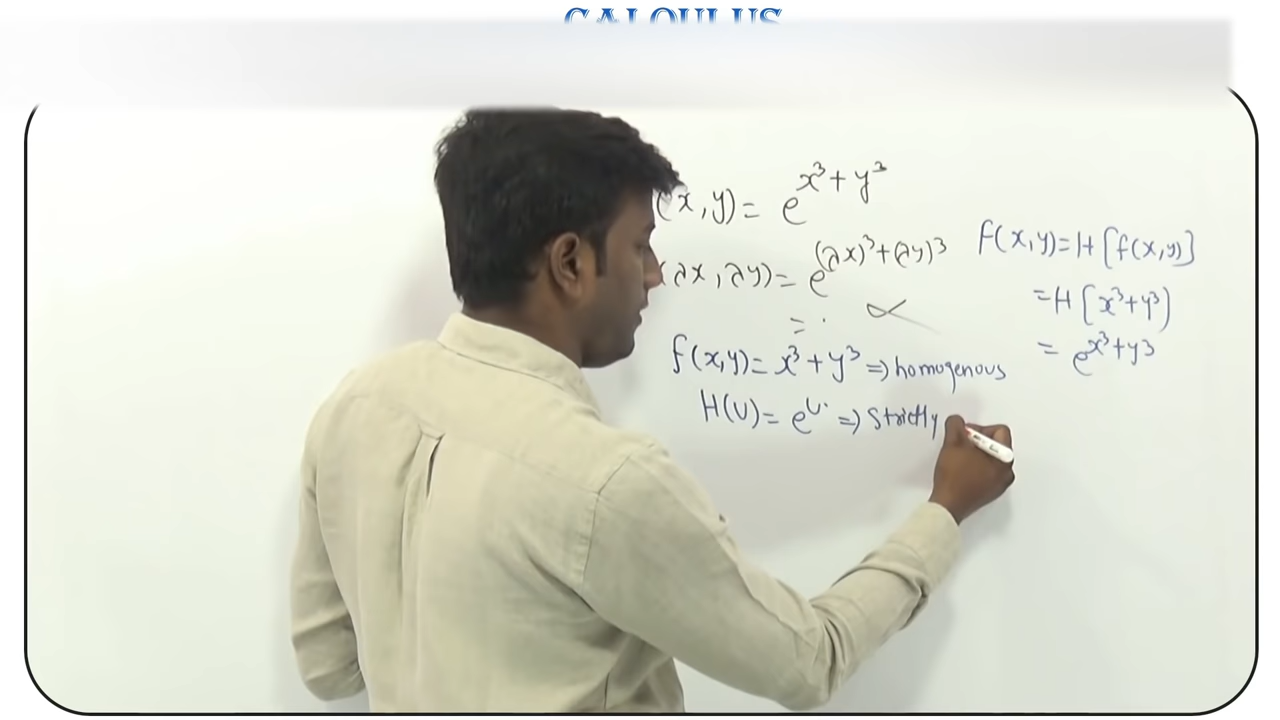 CALCULUS
(x,y) = e^{x³+y³}
(λx,λy) = e^{(λx)³+(λy)³}
= .
f(x,y) = x³+y³ ⇒ homogenous
H(U) = e^U. ⇒ Strictly
F(x,y) = H[f(x,y)]
= H[x³+y³]
= e^{x³+y³}